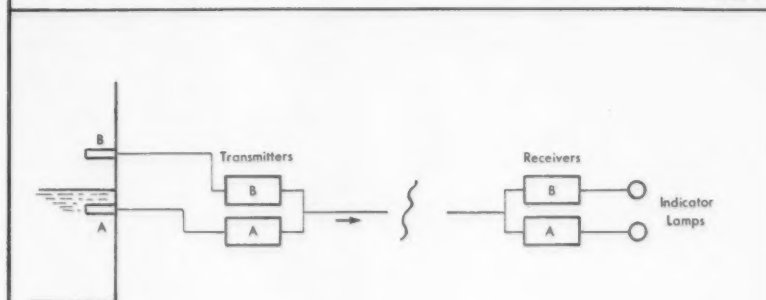 B
Transmitters
Receivers
B
B
Indicator
Lamps
A
A
A